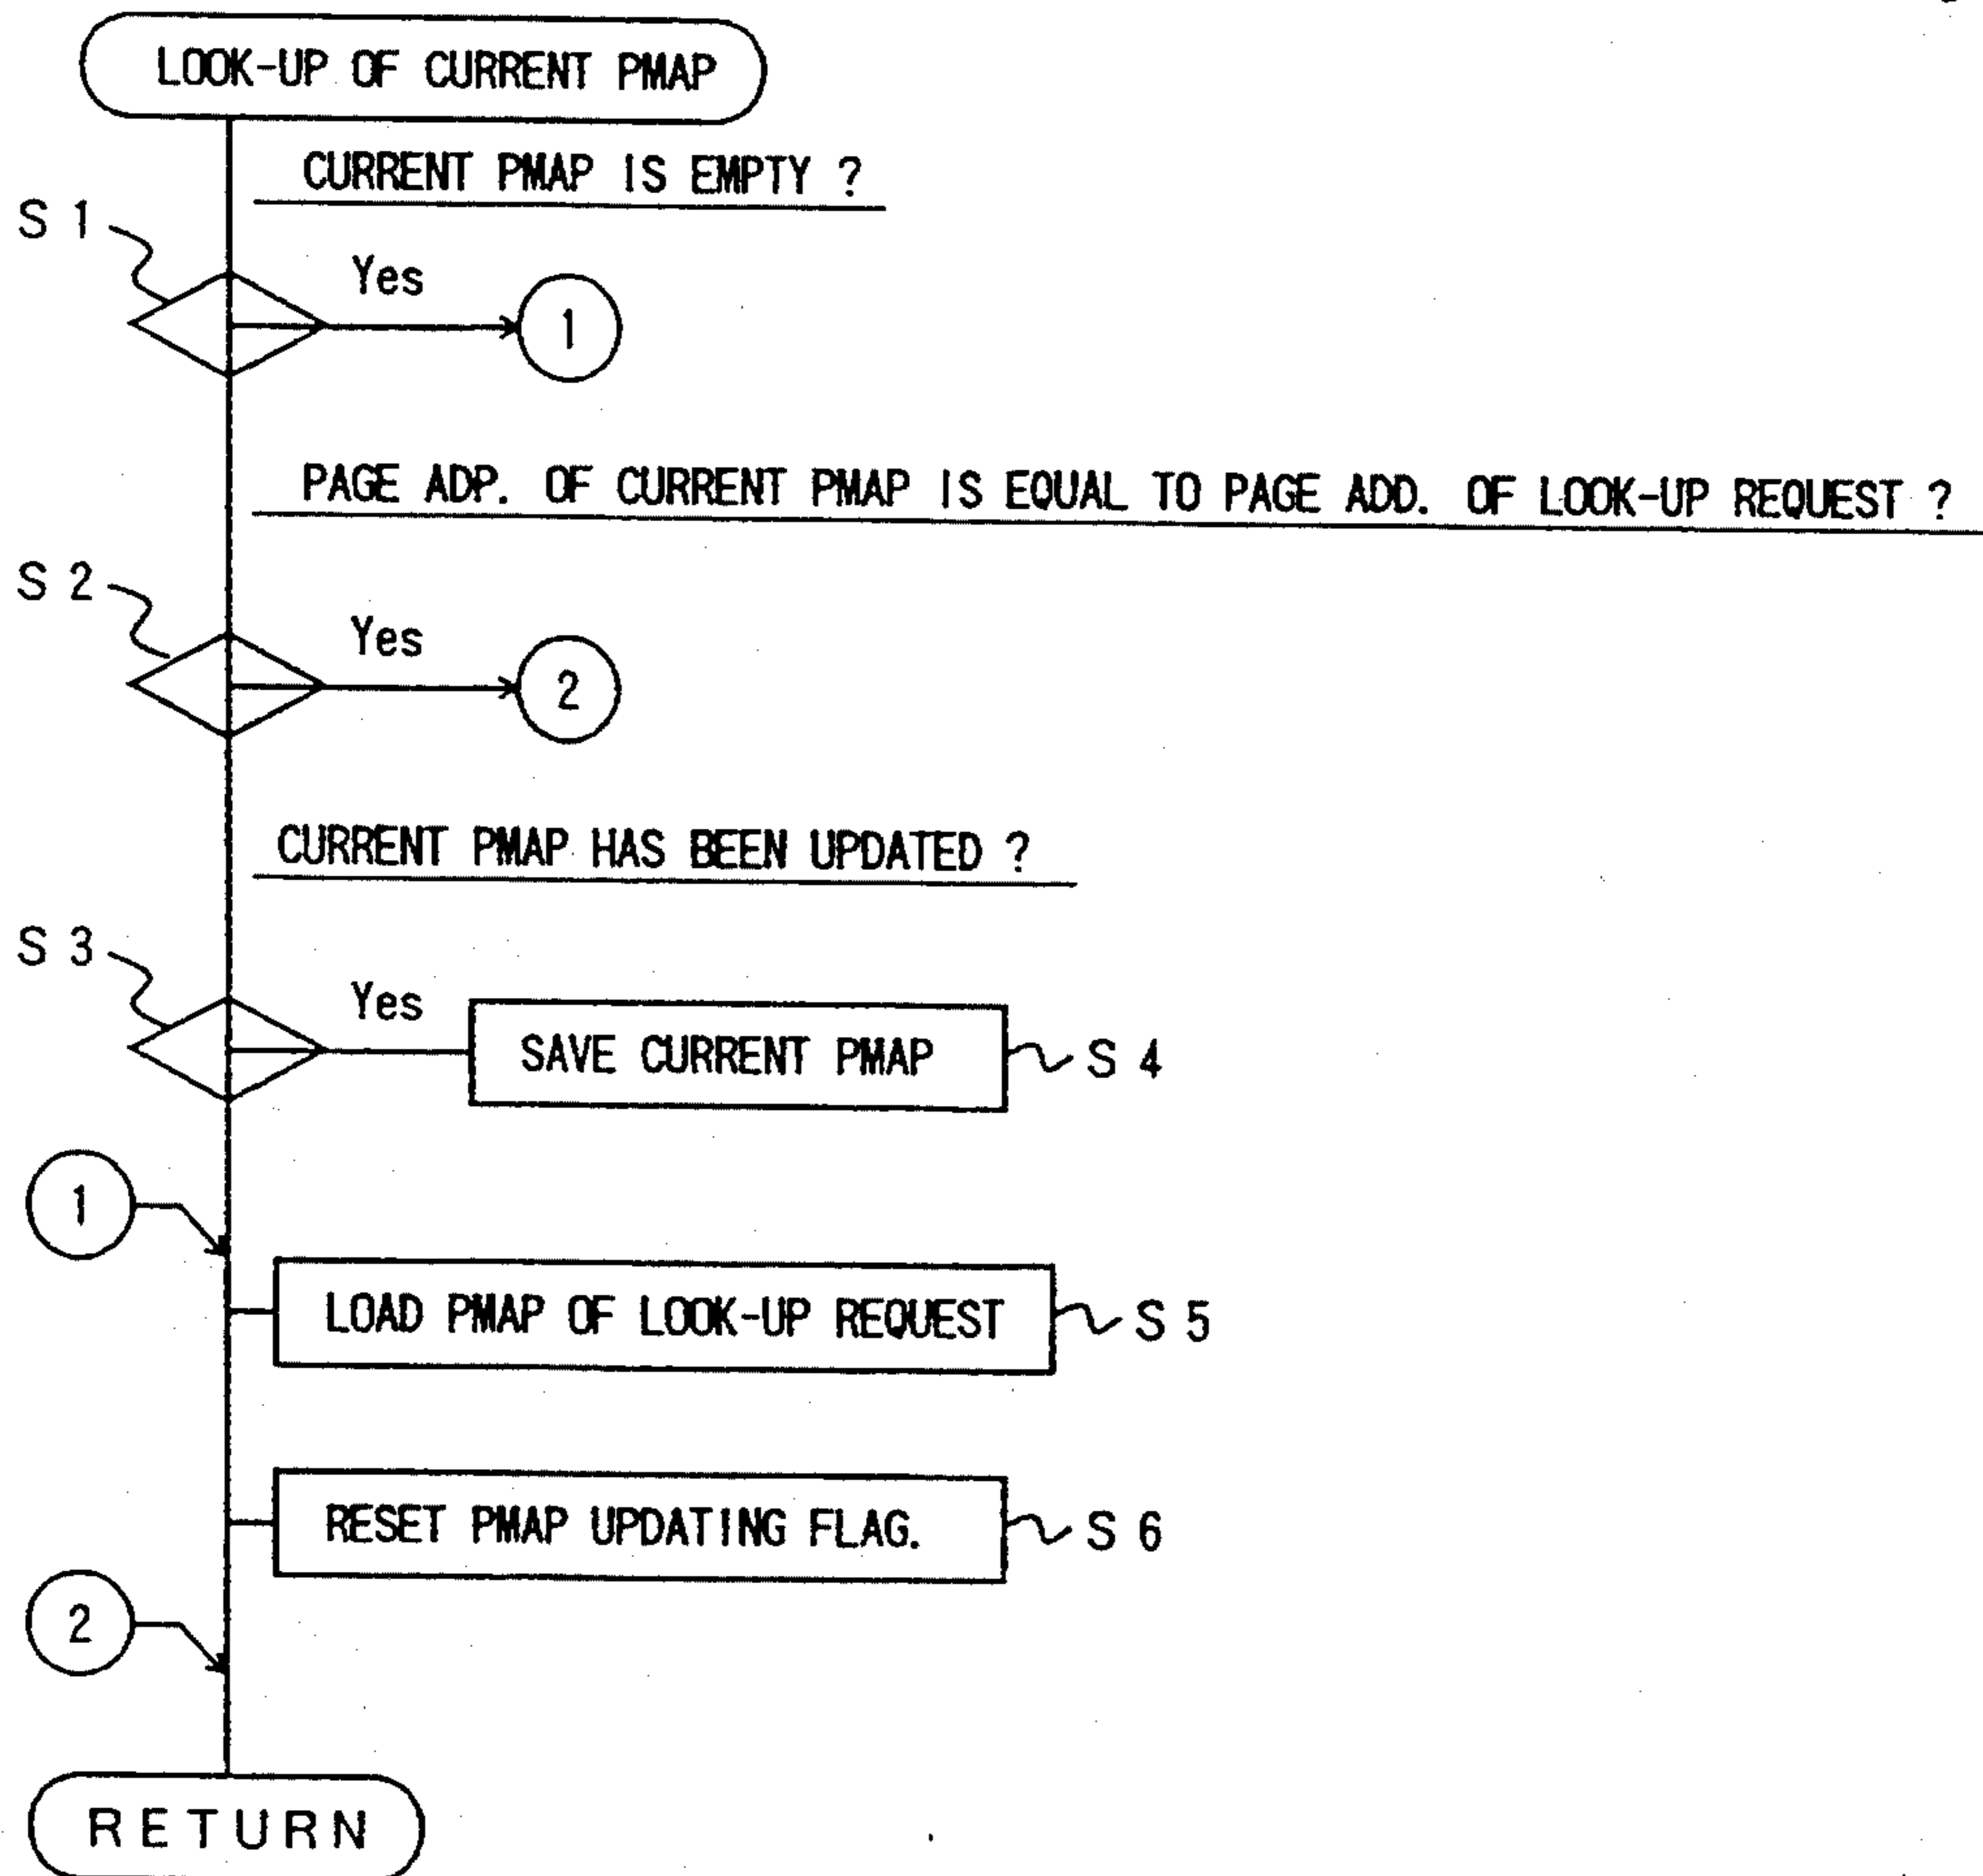 LOOK-UP OF CURRENT PMAP
CURRENT PMAP IS EMPTY ?
S 1
Yes
1
PAGE ADP. OF CURRENT PMAP IS EQUAL TO PAGE ADD. OF LOOK-UP REQUEST ?
S 2
Yes
2
CURRENT PMAP HAS BEEN UPDATED ?
S 3
Yes
SAVE CURRENT PMAP
S 4
1
LOAD PMAP OF LOOK-UP REQUEST
S 5
RESET PMAP UPDATING FLAG.
S 6
2
RETURN